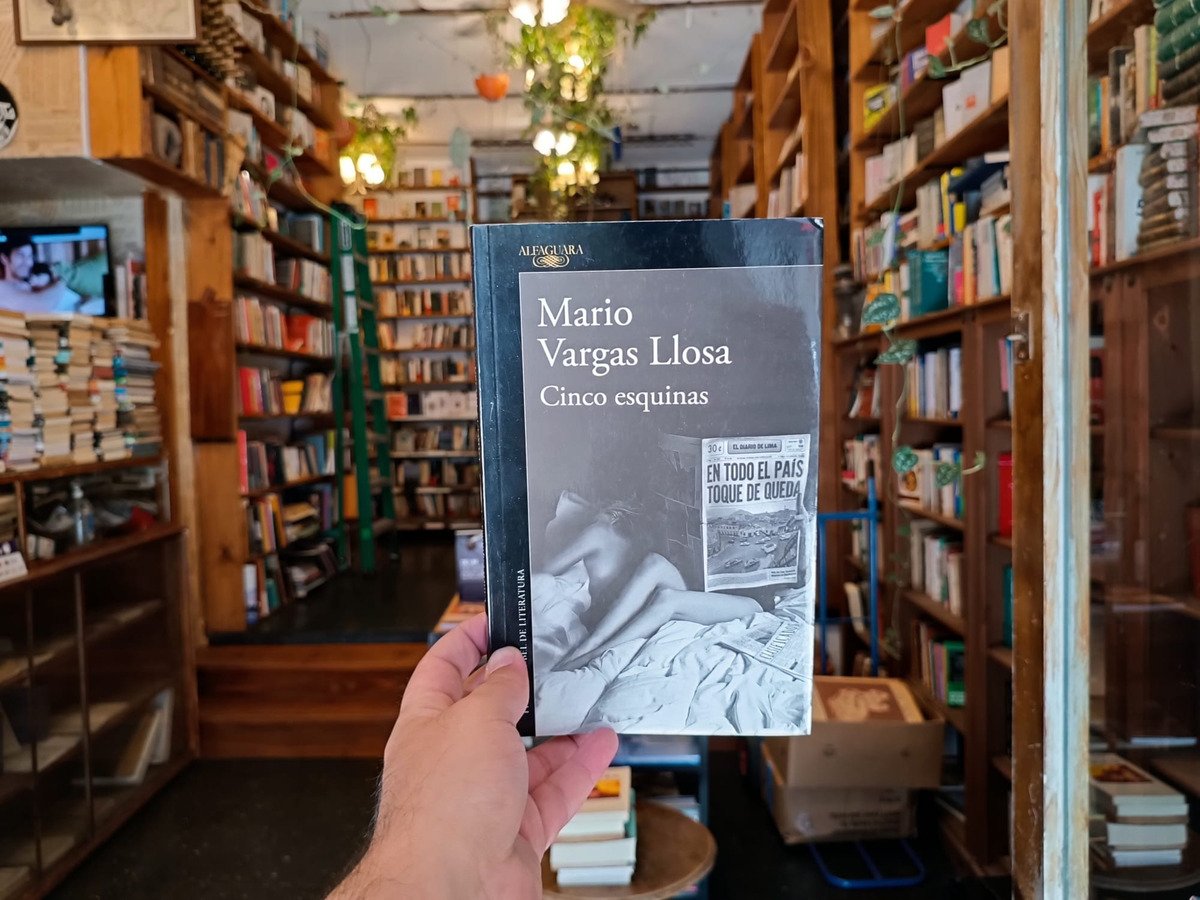 ALFAGUARA
Mario
Vargas Llosa
Cinco esquinas
30 ¢
EL DIARIO DE LIMA
EN TODO EL PAÍS
TOQUE DE QUEDA
DE LITERATURA